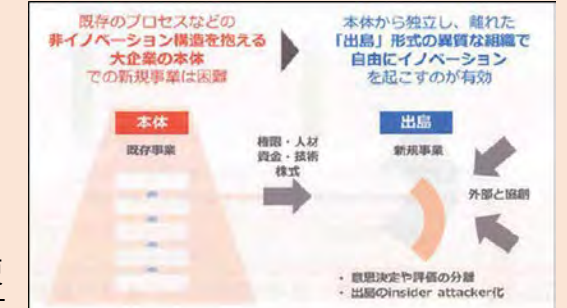 既存のプロセスなどの
非イノベーション構造を抱える
大企業の本体
での新規事業は困難
本体から独立し、離れた
「出島」形式の異質な組織で
自由にイノベーション
を起こすのが有効
本体
既存事業
権限・人材
資金・技術
株式
出島
新規事業
外部と協創
・ 意思決定や評価の分離
・ 出島のinsider attacker化